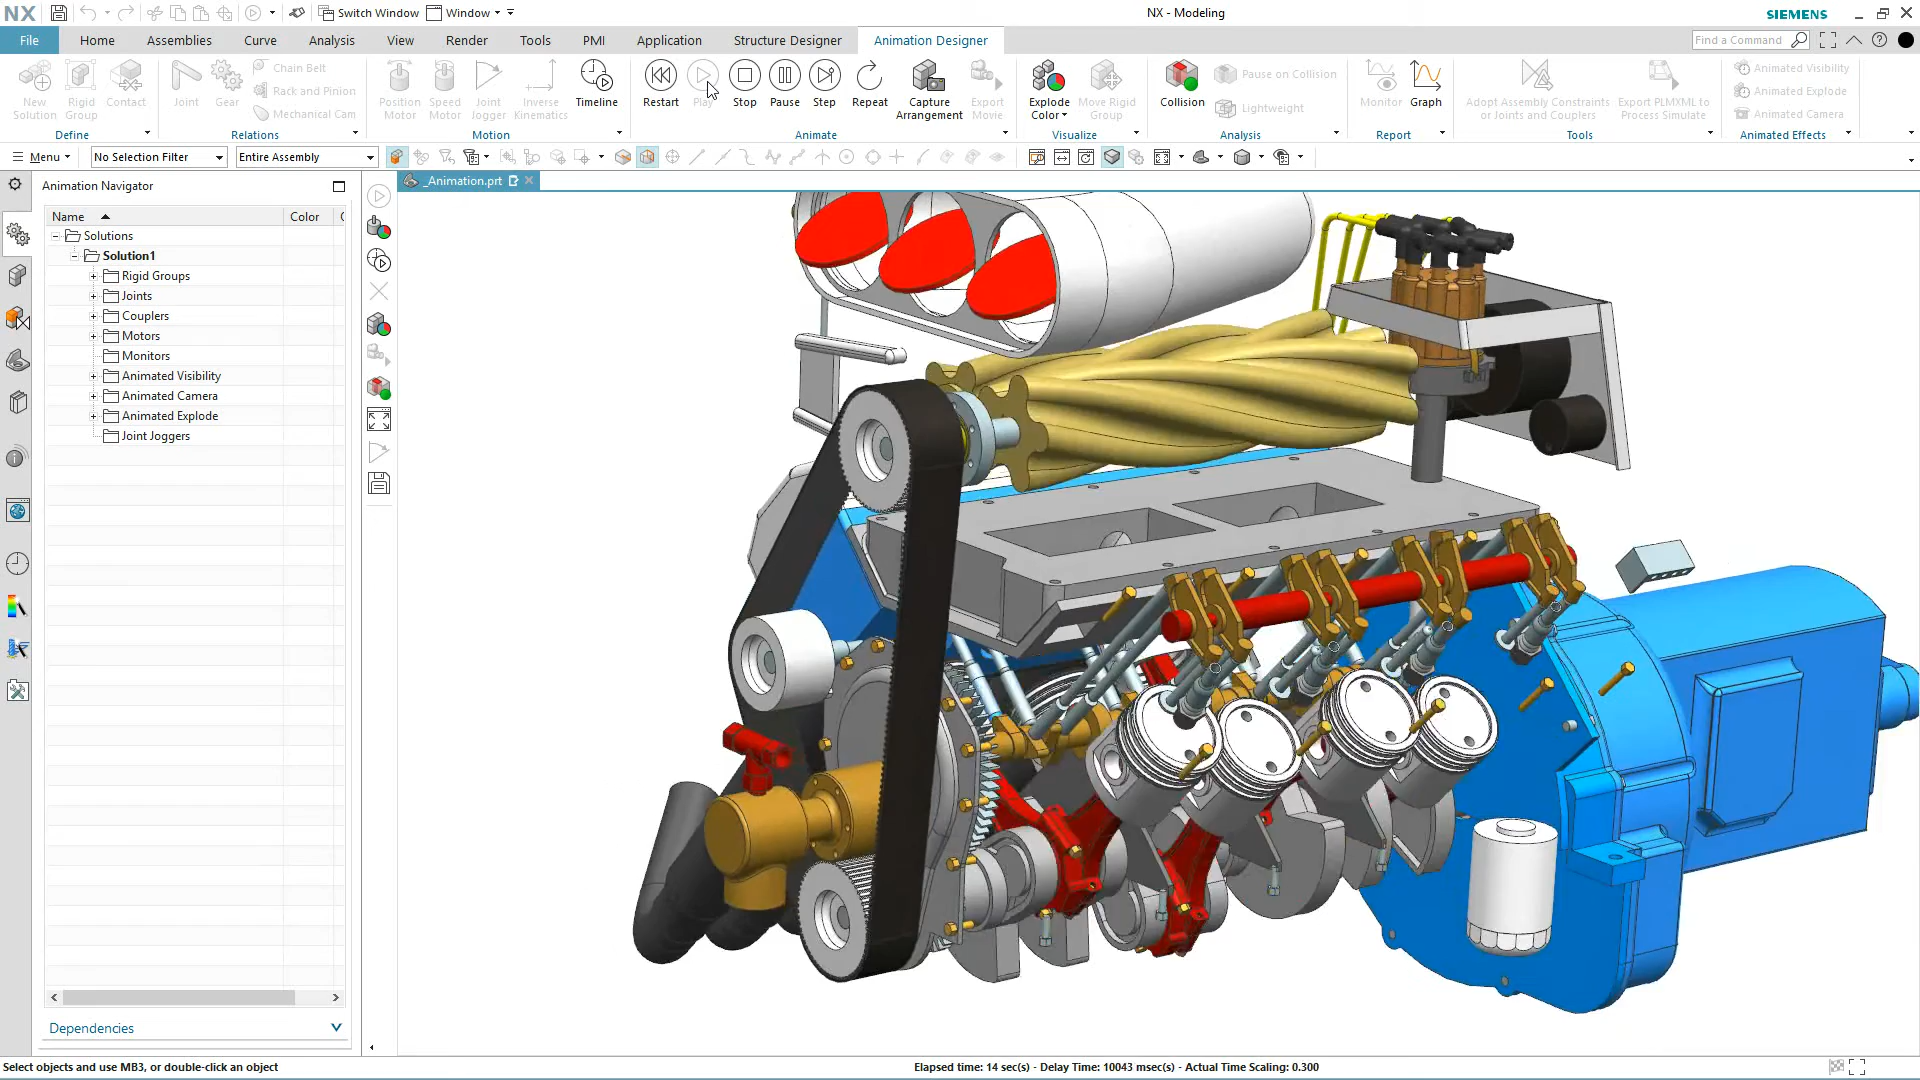 NX
Switch Window
Window
NX - Modeling
SIEMENS
File
Home
Assemblies
Curve
Analysis
View
Render
Tools
PMI
Application
Structure Designer
Animation Designer
Find a Command
New Solution
Rigid Group
Contact
Joint
Gear
Chain Belt
Rack and Pinion
Mechanical Cam
Position Motor
Speed Motor
Joint Jogger
Inverse Kinematics
Timeline
Restart
Play
Stop
Pause
Step
Repeat
Capture Arrangement
Export Movie
Explode Color
Move Rigid Group
Collision
Pause on Collision
Lightweight
Monitor
Graph
Adopt Assembly Constraints or Joints and Couplers
Export PLMXML to Process Simulate
Animated Visibility
Animated Explode
Animated Camera
Define
Relations
Motion
Animate
Visualize
Analysis
Report
Tools
Animated Effects
Menu
No Selection Filter
Entire Assembly
Animation Navigator
_Animation.prt
Name
Color
Solutions
Solution1
Rigid Groups
Joints
Couplers
Motors
Monitors
Animated Visibility
Animated Camera
Animated Explode
Joint Joggers
Dependencies
Select objects and use MB3, or double-click an object
Elapsed time: 14 sec(s) - Delay Time: 10043 msec(s) - Actual Time Scaling: 0.300